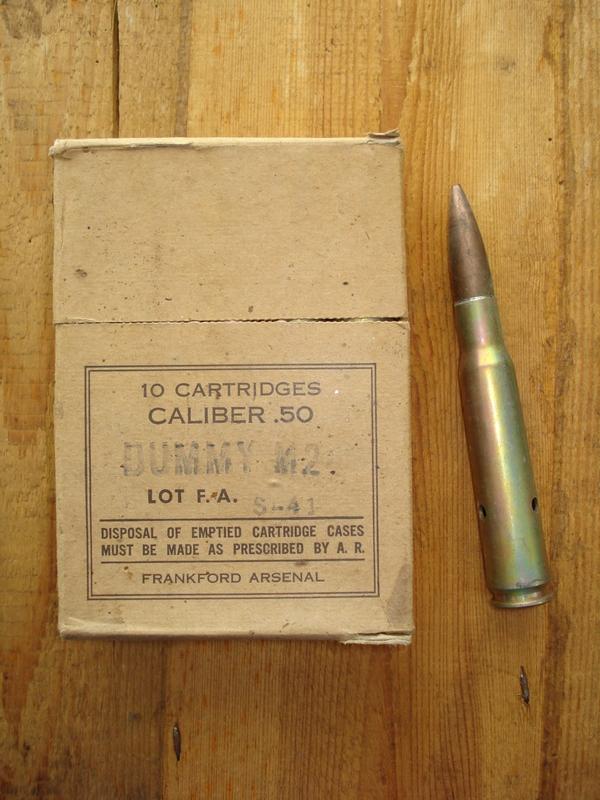 10 CARTRIDGES
CALIBER .50
DUMMY M2.
LOT F.A. S-41
DISPOSAL OF EMPTIED CARTRIDGE CASES
MUST BE MADE AS PRESCRIBED BY A. R.
FRANKFORD ARSENAL